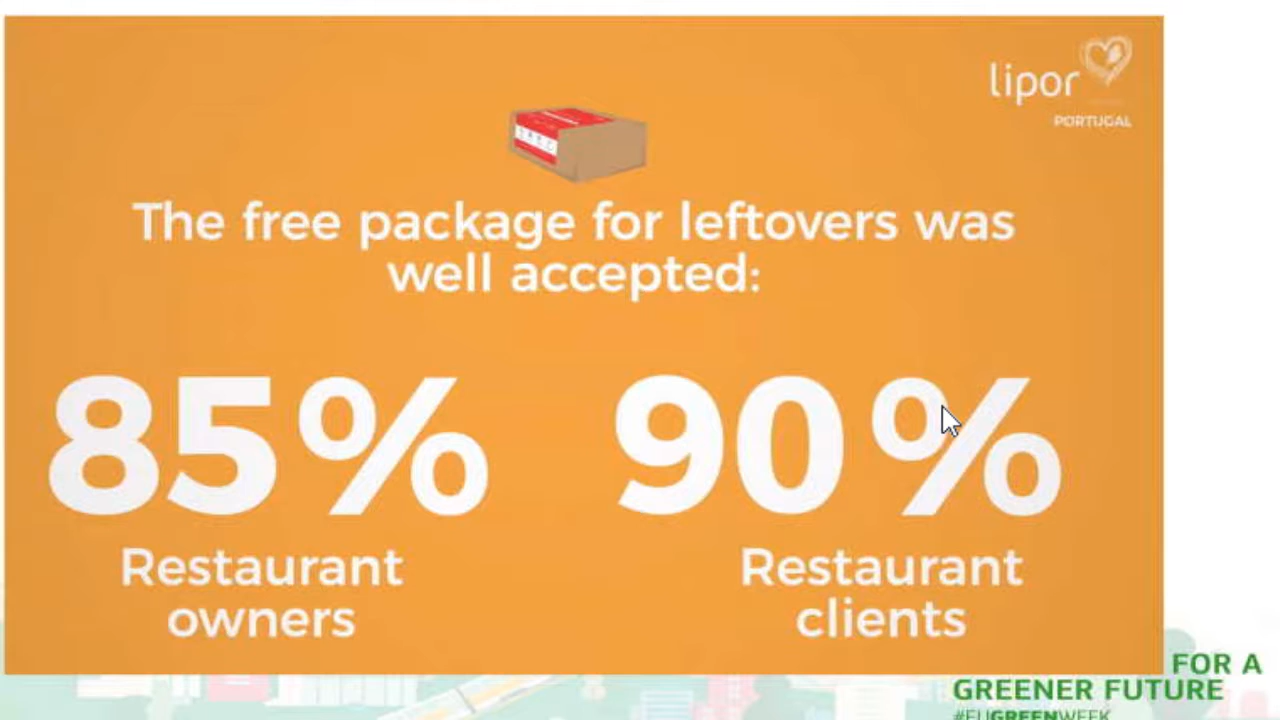 lipor
PORTUGAL
The free package for leftovers was
well accepted:
85%
90%
Restaurant
owners
Restaurant
clients
FOR A
GREENER FUTURE
#EUGREENWEEK